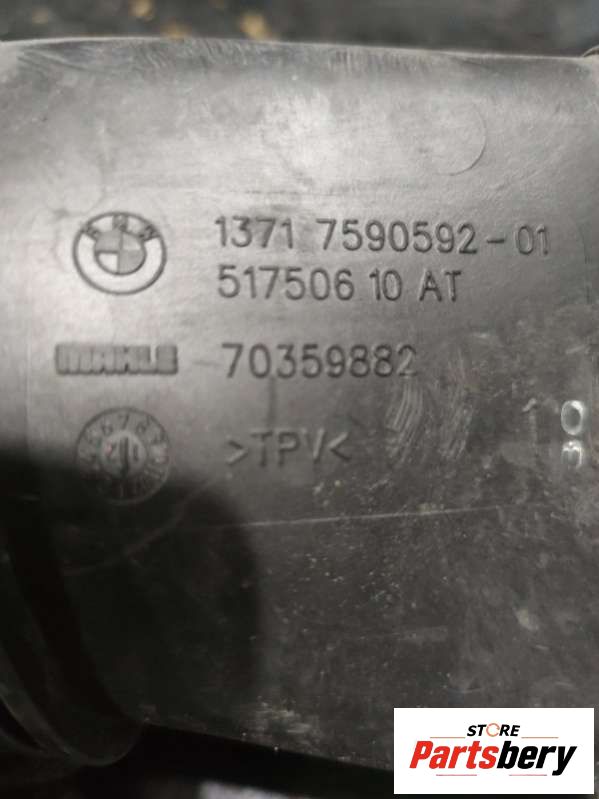 BMW
1371 7590592-01
517506 10 AT
MAHLE 70359882
>TPV<
STORE
Partsbery